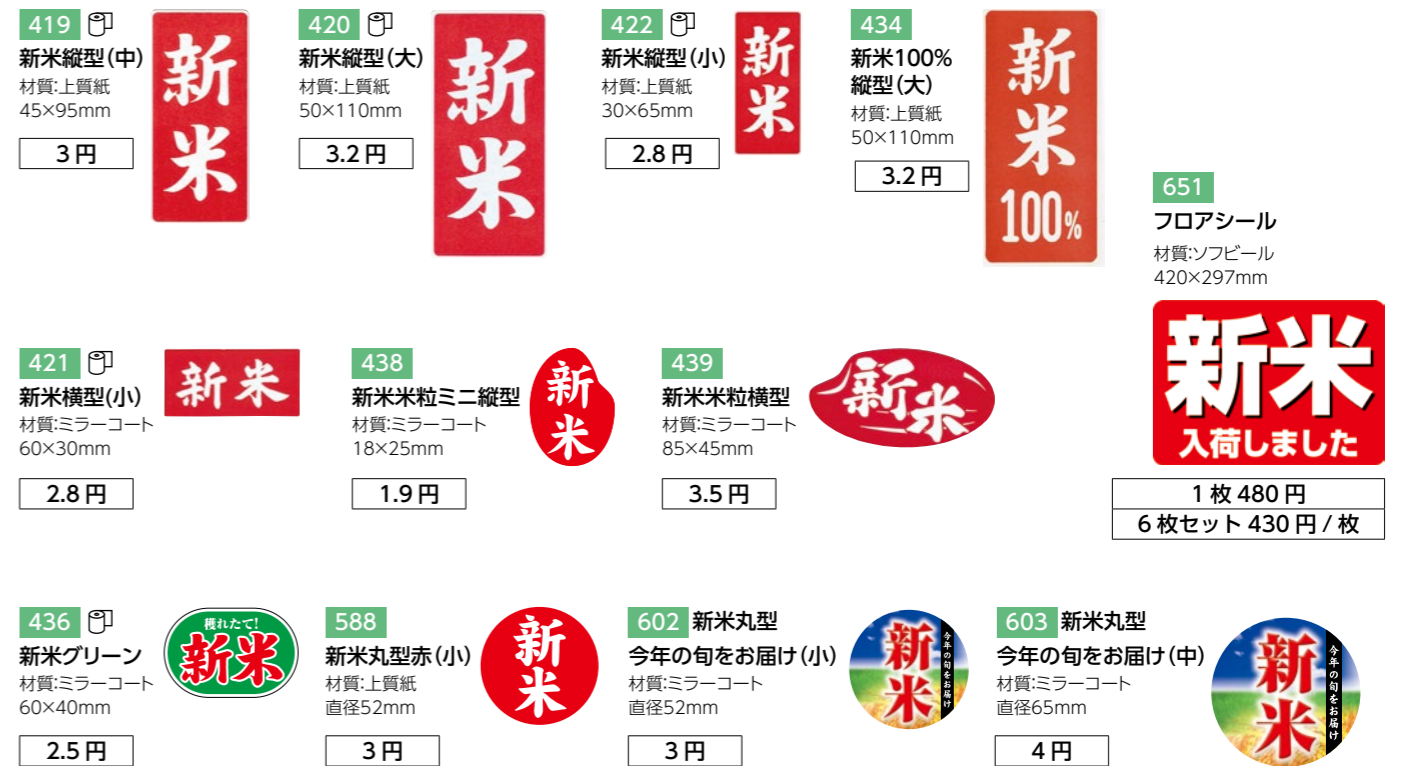 419
新米縦型(中)
材質:上質紙
45×95mm
3円
新米
420
新米縦型(大)
材質:上質紙
50×110mm
3.2円
新米
422
新米縦型(小)
材質:上質紙
30×65mm
2.8円
新米
434
新米100%
縦型(大)
材質:上質紙
50×110mm
3.2円
新米
100%
651
フロアシール
材質:ソフビール
420×297mm
新米
入荷しました
1枚 480円
6枚セット 430円/枚
421
新米横型(小)
材質:ミラーコート
60×30mm
2.8円
新米
438
新米米粒ミニ縦型
材質:ミラーコート
18×25mm
1.9円
新米
439
新米米粒横型
材質:ミラーコート
85×45mm
3.5円
新米
436
新米グリーン
材質:ミラーコート
60×40mm
2.5円
穫れたて!
新米
588
新米丸型赤(小)
材質:上質紙
直径52mm
3円
新米
602 新米丸型
今年の旬をお届け(小)
材質:ミラーコート
直径52mm
3円
新米
今年の旬をお届け
603 新米丸型
今年の旬をお届け(中)
材質:ミラーコート
直径65mm
4円
新米
今年の旬をお届け